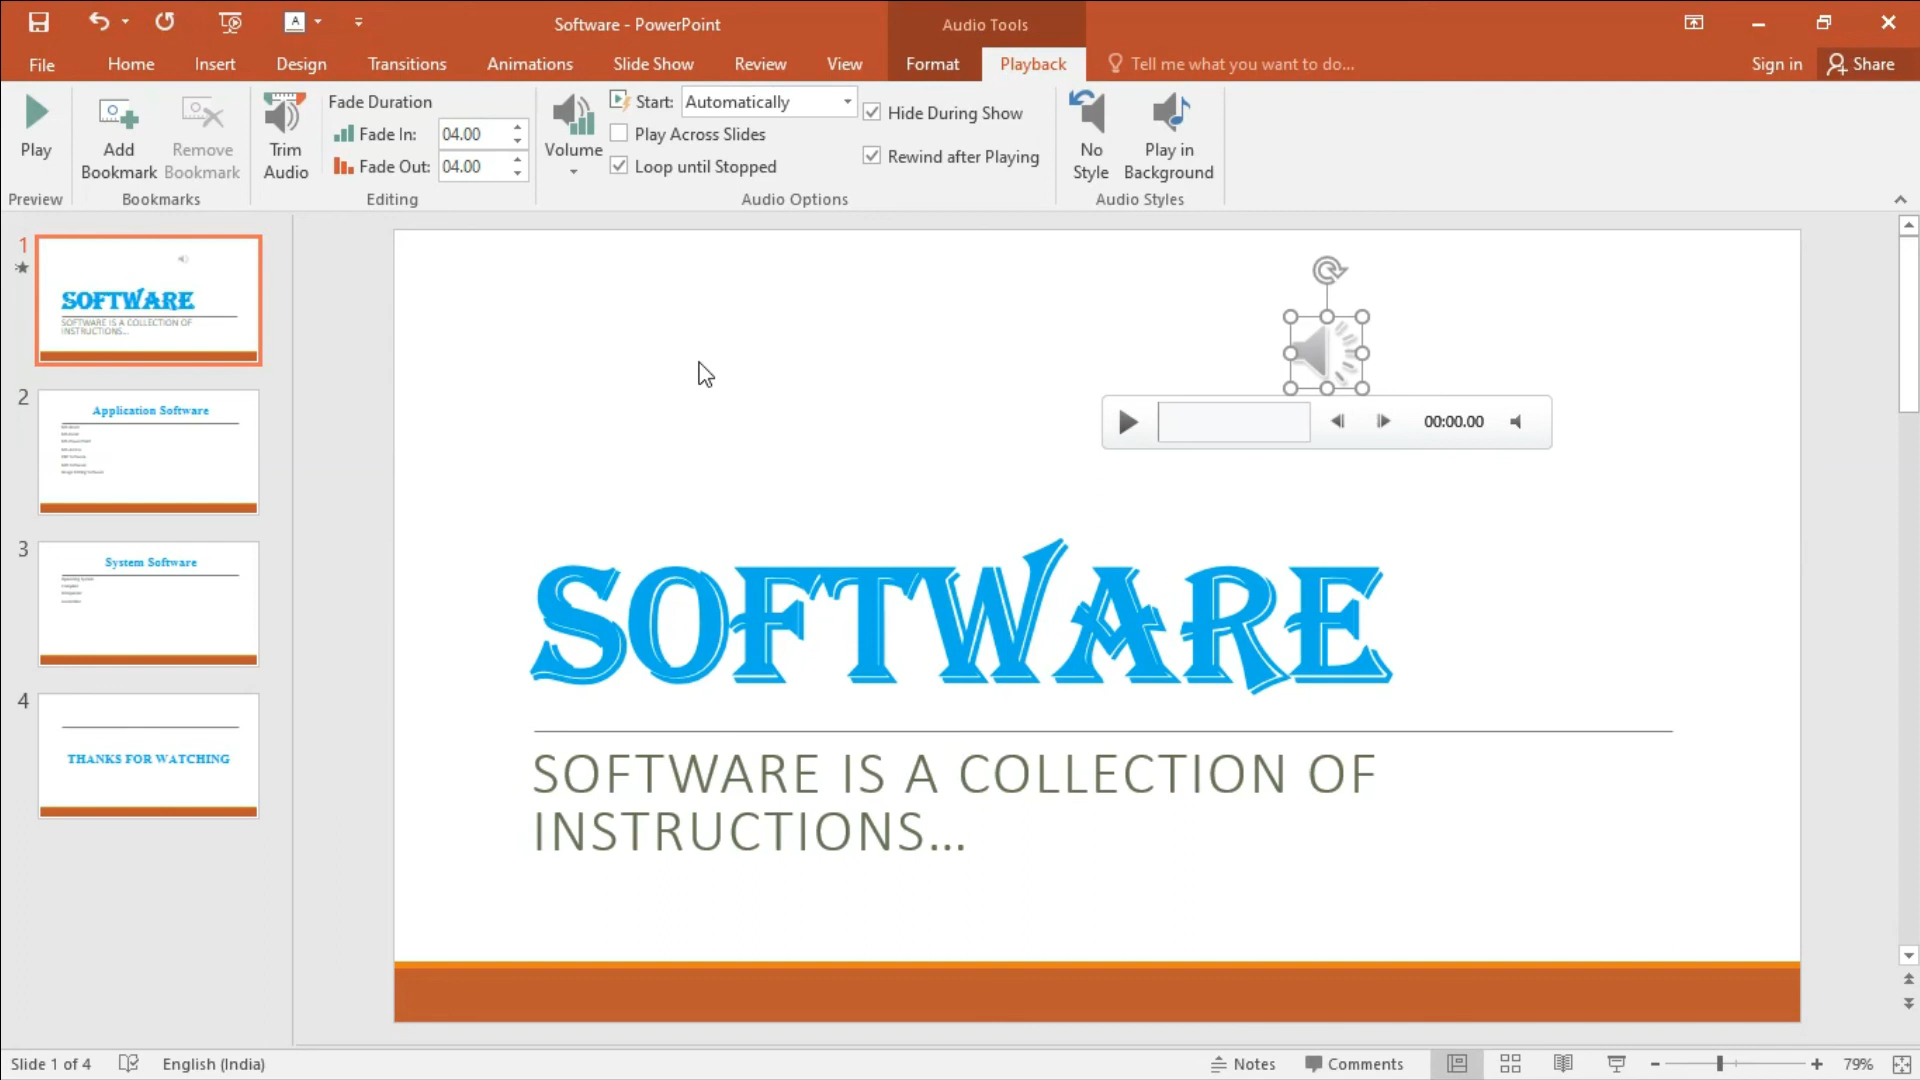 Software - PowerPoint
Audio Tools
File
Home
Insert
Design
Transitions
Animations
Slide Show
Review
View
Format
Playback
Tell me what you want to do...
Sign in
Share
Play
Preview
Add
Bookmark
Remove
Bookmark
Bookmarks
Trim
Audio
Fade Duration
Fade In: 04.00
Fade Out: 04.00
Editing
Volume
Start: Automatically
Play Across Slides
Loop until Stopped
Hide During Show
Rewind after Playing
Audio Options
No
Style
Play in
Background
Audio Styles
1
SOFTWARE
SOFTWARE IS A COLLECTION OF
INSTRUCTIONS...
2
Application Software
3
System Software
4
THANKS FOR WATCHING
00:00.00
SOFTWARE
SOFTWARE IS A COLLECTION OF
INSTRUCTIONS...
Slide 1 of 4
English (India)
Notes
Comments
79%